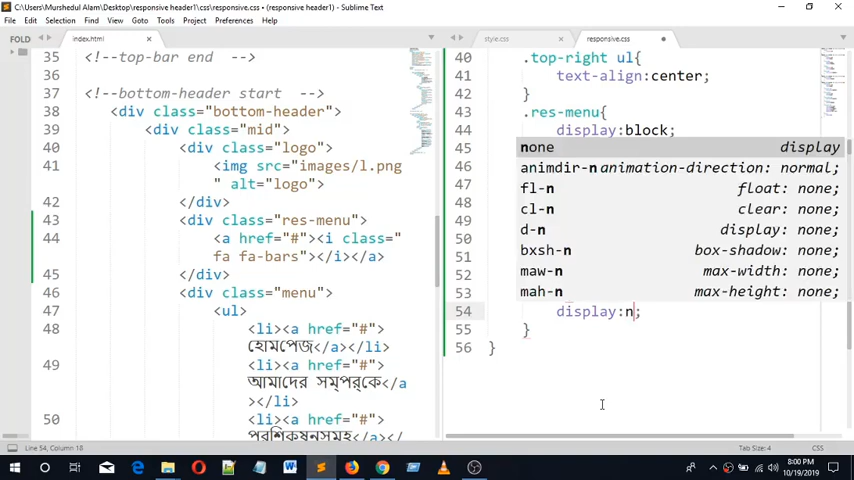 C:\Users\Murshedul Alam\Desktop\responsive header1\css\responsive.css • (responsive header1) - Sublime Text
File Edit Selection Find View Goto Tools Project Preferences Help
FOLD
index.html
35 <!--top-bar end -->
36
37 <!--bottom-header start -->
38 <div class="bottom-header">
39 <div class="mid">
40 <div class="logo">
41 <img src="images/l.png
" alt="logo">
42 </div>
43 <div class="res-menu">
44 <a href="#"><i class="
fa fa-bars"></i></a>
45 </div>
46 <div class="menu">
47 <ul>
48 <li><a href="#">
হোমপেজ</a></li>
49 <li><a href="#">
আমাদের সম্পর্কে</a
></li>
50 <li><a href="#">
প্রশিক্ষনসমূহ</a></
style.css
responsive.css
40 .top-right ul{
41 text-align:center;
42 }
43 .res-menu{
44 display:block;
45
46
47
48
49
50
51
52
53
54 display:n;
55 }
56 }
none display
animdir-n animation-direction: normal;
fl-n float: none;
cl-n clear: none;
d-n display: none;
bxsh-n box-shadow: none;
maw-n max-width: none;
mah-n max-height: none;
Line 54, Column 18
Tab Size: 4
CSS
8:00 PM
10/19/2019